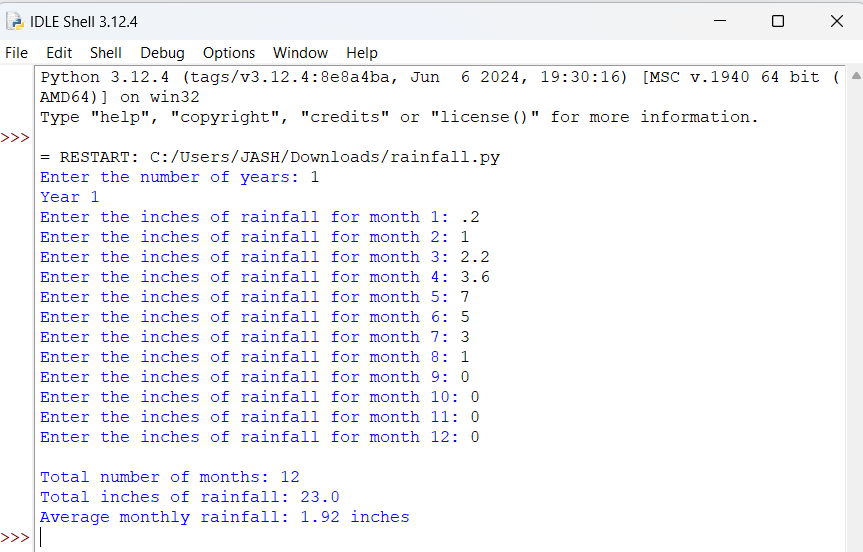 IDLE Shell 3.12.4
File Edit Shell Debug Options Window Help
Python 3.12.4 (tags/v3.12.4:8e8a4ba, Jun  6 2024, 19:30:16) [MSC v.1940 64 bit (
AMD64)] on win32
Type "help", "copyright", "credits" or "license()" for more information.
>>>
= RESTART: C:/Users/JASH/Downloads/rainfall.py
Enter the number of years: 1
Year 1
Enter the inches of rainfall for month 1: .2
Enter the inches of rainfall for month 2: 1
Enter the inches of rainfall for month 3: 2.2
Enter the inches of rainfall for month 4: 3.6
Enter the inches of rainfall for month 5: 7
Enter the inches of rainfall for month 6: 5
Enter the inches of rainfall for month 7: 3
Enter the inches of rainfall for month 8: 1
Enter the inches of rainfall for month 9: 0
Enter the inches of rainfall for month 10: 0
Enter the inches of rainfall for month 11: 0
Enter the inches of rainfall for month 12: 0
Total number of months: 12
Total inches of rainfall: 23.0
Average monthly rainfall: 1.92 inches
>>>